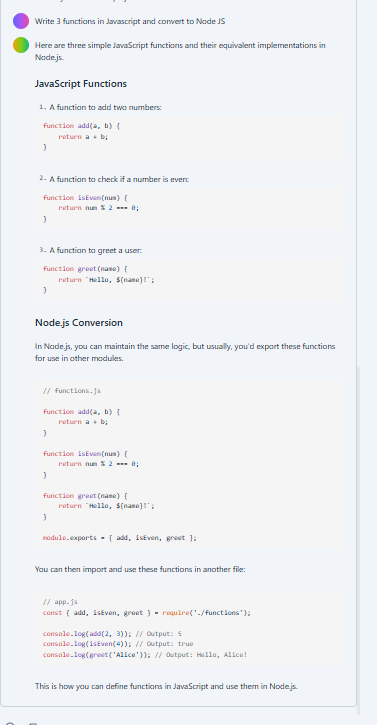 Write 3 functions in Javascript and convert to Node JS
Here are three simple JavaScript functions and their equivalent implementations in
Node.js.
JavaScript Functions
1. A function to add two numbers:
function add(a, b) {
return a + b;
}
2. A function to check if a number is even:
function isEven(num) {
return num % 2 === 0;
}
3. A function to greet a user:
function greet(name) {
return `Hello, ${name}!`;
}
Node.js Conversion
In Node.js, you can maintain the same logic, but usually, you'd export these functions
for use in other modules.
// functions.js
function add(a, b) {
return a + b;
}
function isEven(num) {
return num % 2 === 0;
}
function greet(name) {
return `Hello, ${name}!`;
}
module.exports = { add, isEven, greet };
You can then import and use these functions in another file:
// app.js
const { add, isEven, greet } = require('./functions');
console.log(add(2, 3)); // Output: 5
console.log(isEven(4)); // Output: true
console.log(greet('Alice')); // Output: Hello, Alice!
This is how you can define functions in JavaScript and use them in Node.js.